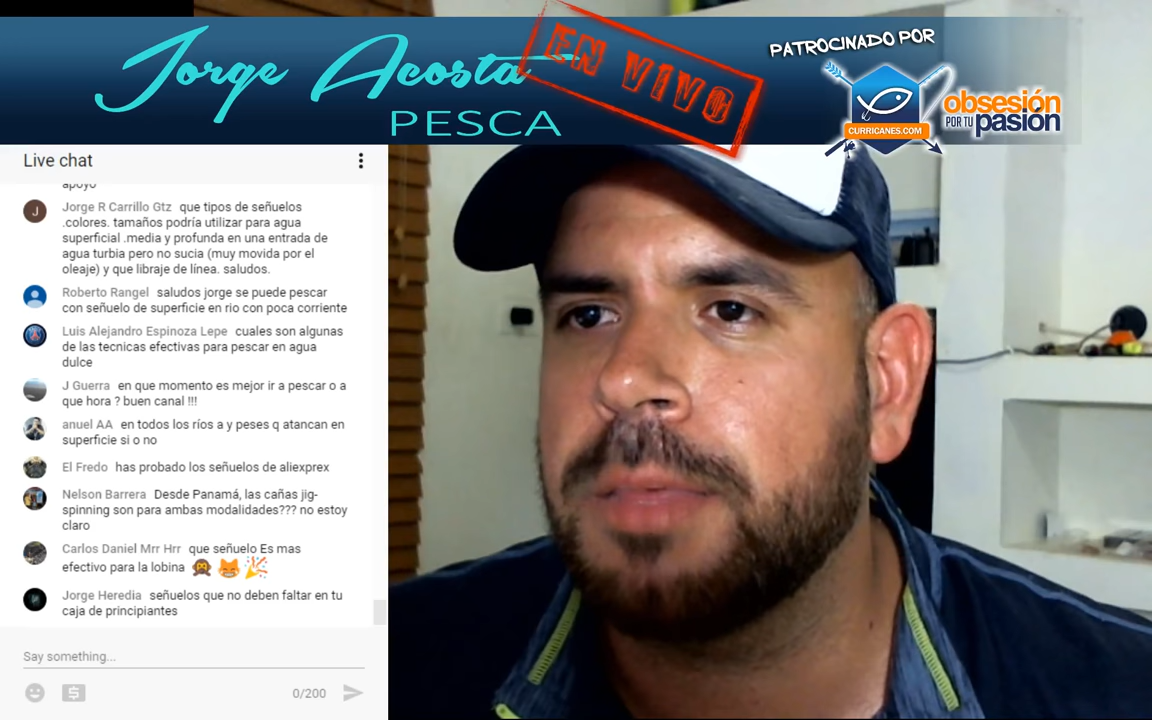 Jorge Acosta
PESCA
EN VIVO
PATROCINADO POR
CURRICANES.COM
obsesión
POR TU pasión
Live chat
apoyo
Jorge R Carrillo Gtz que tipos de señuelos
.colores. tamaños podría utilizar para agua
superficial .media y profunda en una entrada de
agua turbia pero no sucia (muy movida por el
oleaje) y que libraje de línea. saludos.
Roberto Rangel saludos jorge se puede pescar
con señuelo de superficie en rio con poca corriente
Luis Alejandro Espinoza Lepe cuales son algunas
de las tecnicas efectivas para pescar en agua
dulce
J Guerra en que momento es mejor ir a pescar o a
que hora ? buen canal !!!
anuel AA en todos los ríos a y peses q atancan en
superficie si o no
El Fredo has probado los señuelos de aliexprex
Nelson Barrera Desde Panamá, las cañas jig-
spinning son para ambas modalidades??? no estoy
claro
Carlos Daniel Mrr Hrr que señuelo Es mas
efectivo para la lobina
Jorge Heredia señuelos que no deben faltar en tu
caja de principiantes
Say something...
0/200